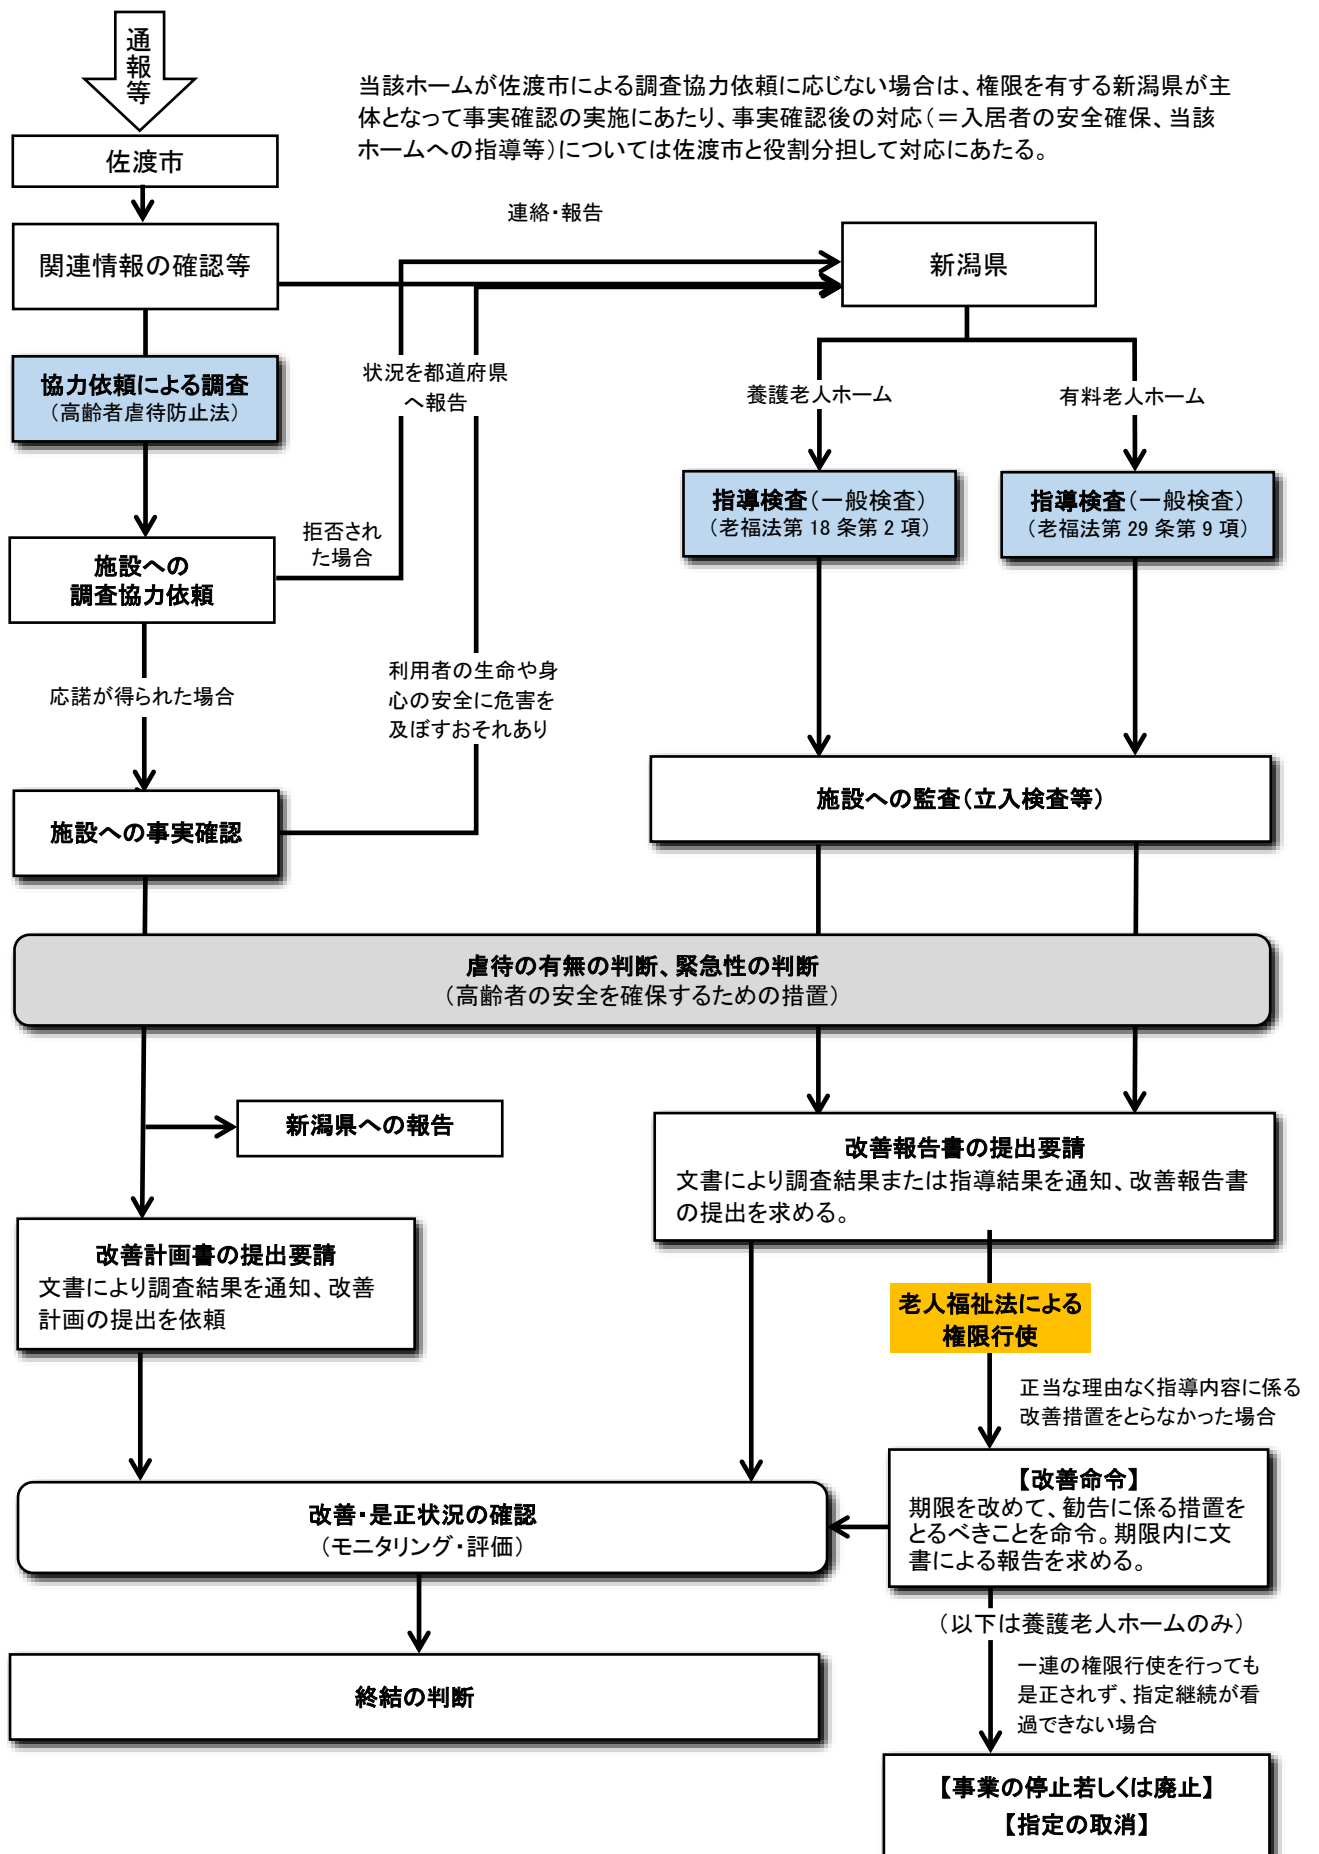 通報等
当該ホームが佐渡市による調査協力依頼に応じない場合は、権限を有する新潟県が主
体となって事実確認の実施にあたり、事実確認後の対応（＝入居者の安全確保、当該
ホームへの指導等）については佐渡市と役割分担して対応にあたる。
佐渡市
連絡・報告
関連情報の確認等
新潟県
協力依頼による調査
（高齢者虐待防止法）
状況を都道府県
へ報告
養護老人ホーム
有料老人ホーム
指導検査（一般検査）
（老福法第 18 条第 2 項）
指導検査（一般検査）
（老福法第 29 条第 9 項）
拒否され
た場合
施設への
調査協力依頼
応諾が得られた場合
利用者の生命や身
心の安全に危害を
及ぼすおそれあり
施設への監査（立入検査等）
施設への事実確認
虐待の有無の判断、緊急性の判断
（高齢者の安全を確保するための措置）
新潟県への報告
改善報告書の提出要請
文書により調査結果または指導結果を通知、改善報告書
の提出を求める。
改善計画書の提出要請
文書により調査結果を通知、改善
計画の提出を依頼
老人福祉法による
権限行使
正当な理由なく指導内容に係る
改善措置をとらなかった場合
【改善命令】
期限を改めて、勧告に係る措置を
とるべきことを命令。期限内に文
書による報告を求める。
改善・是正状況の確認
（モニタリング・評価）
（以下は養護老人ホームのみ）
一連の権限行使を行っても
是正されず、指定継続が看
過できない場合
終結の判断
【事業の停止若しくは廃止】
【指定の取消】